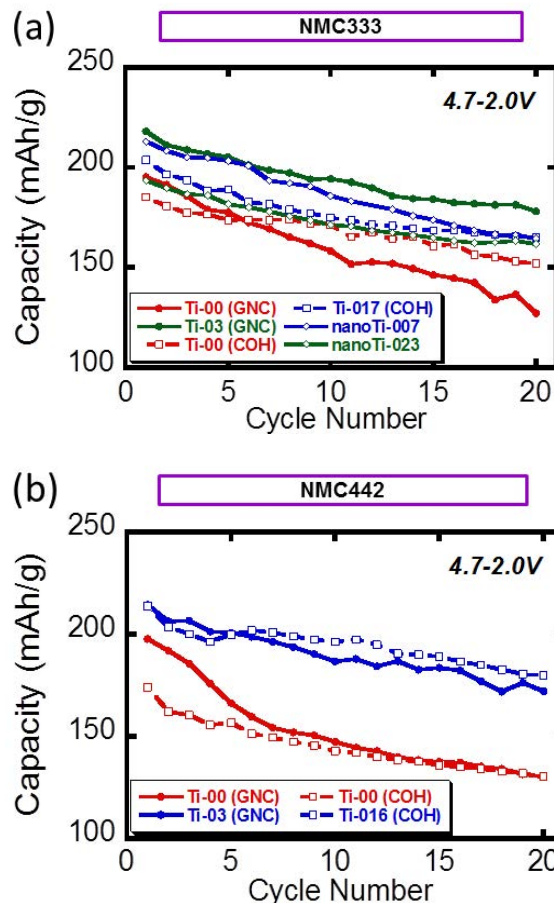 (a)
NMC333
250
4.7-2.0V
200
150
100
Capacity (mAh/g)
Ti-00 (GNC) Ti-017 (COH)
Ti-03 (GNC) nanoTi-007
Ti-00 (COH) nanoTi-023
0 5 10 15 20
Cycle Number
(b)
NMC442
250
4.7-2.0V
200
150
100
Capacity (mAh/g)
Ti-00 (GNC) Ti-00 (COH)
Ti-03 (GNC) Ti-016 (COH)
0 5 10 15 20
Cycle Number